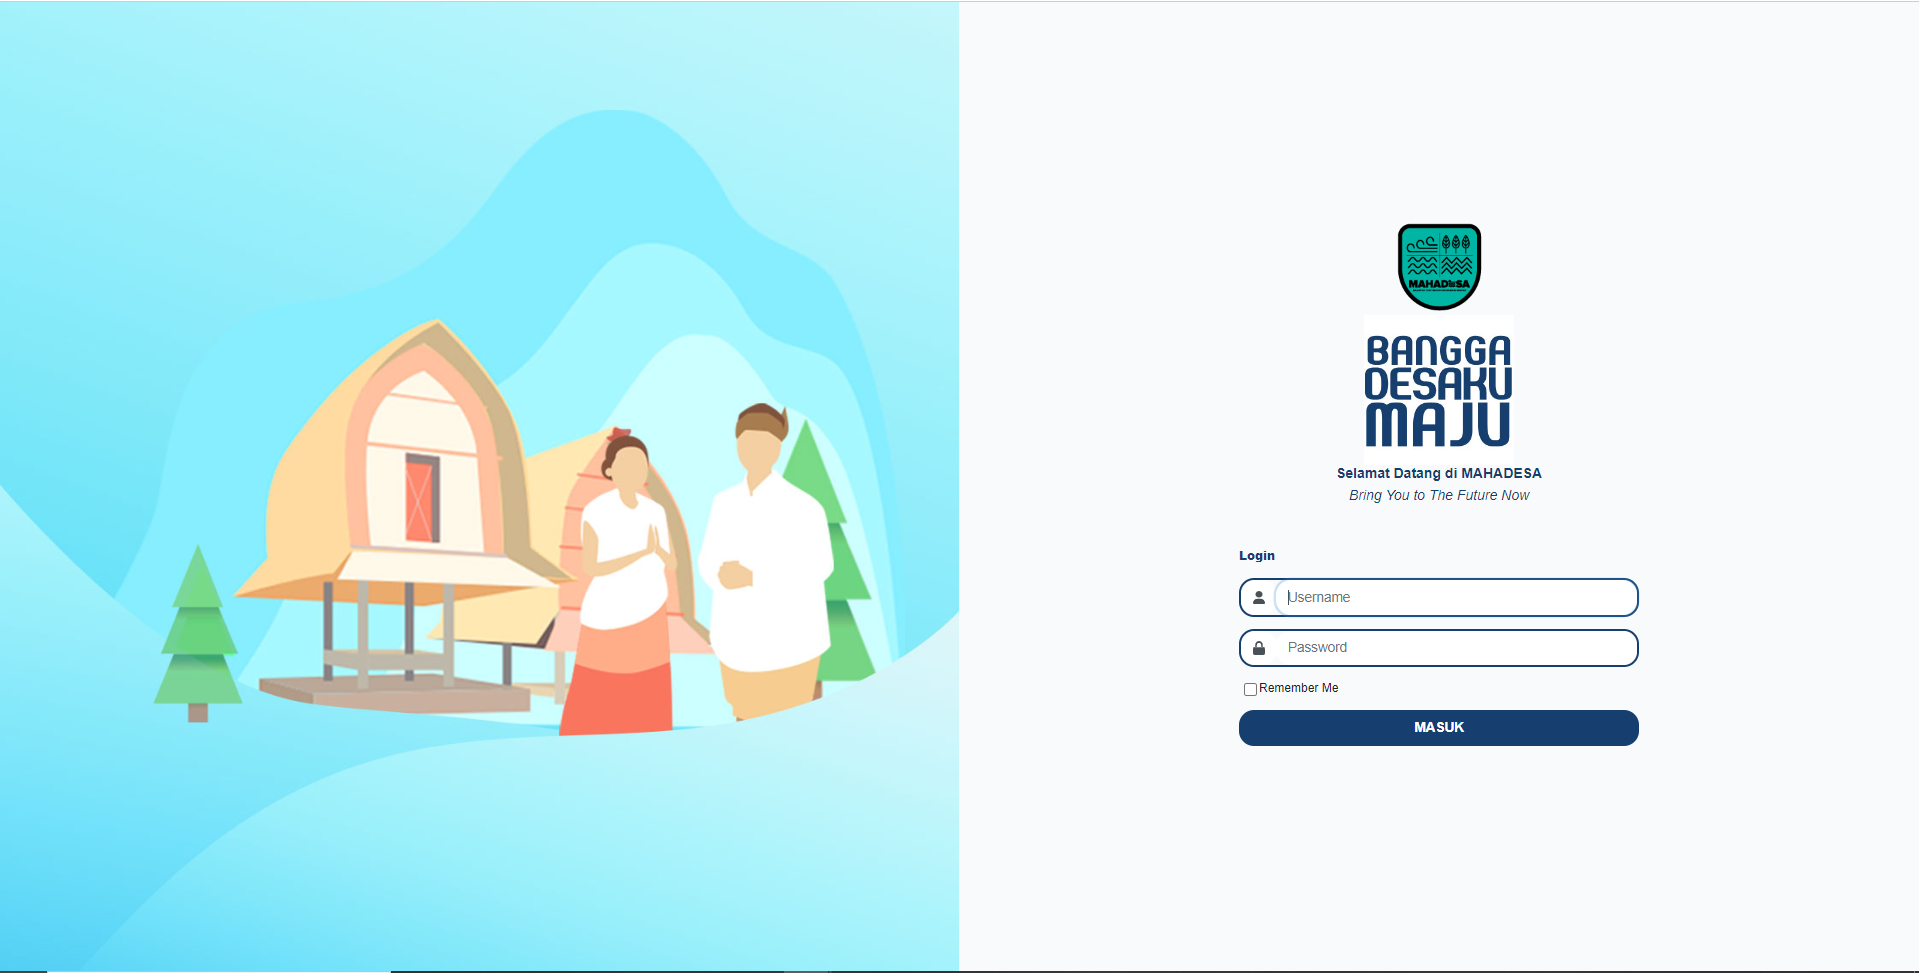 MAHADESA
BANGGA
DESAKU
MAJU
Selamat Datang di MAHADESA
Bring You to The Future Now
Login
Username
Password
Remember Me
MASUK